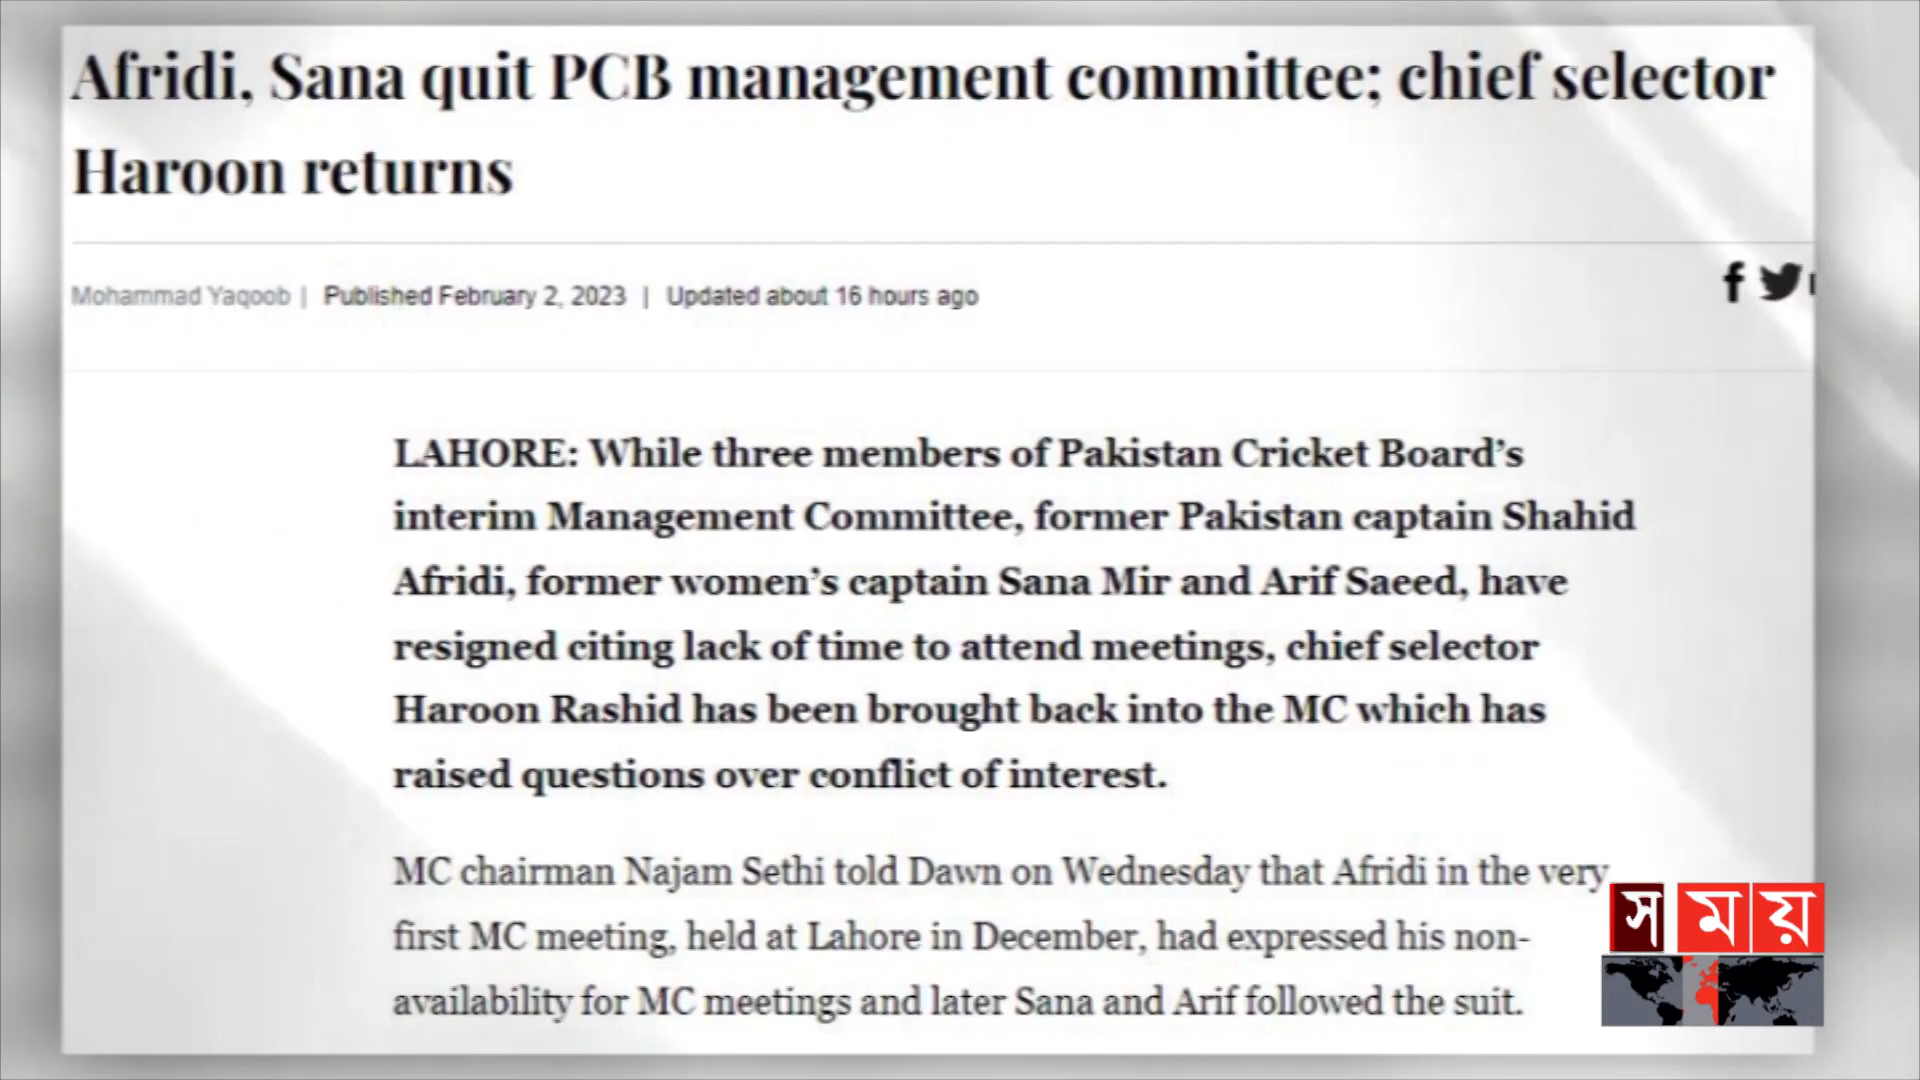 Afridi, Sana quit PCB management committee; chief selector
Haroon returns
Mohammad Yaqoob | Published February 2, 2023 | Updated about 16 hours ago
LAHORE: While three members of Pakistan Cricket Board's
interim Management Committee, former Pakistan captain Shahid
Afridi, former women's captain Sana Mir and Arif Saeed, have
resigned citing lack of time to attend meetings, chief selector
Haroon Rashid has been brought back into the MC which has
raised questions over conflict of interest.
MC chairman Najam Sethi told Dawn on Wednesday that Afridi in the very
first MC meeting, held at Lahore in December, had expressed his non-
availability for MC meetings and later Sana and Arif followed the suit.
সময়